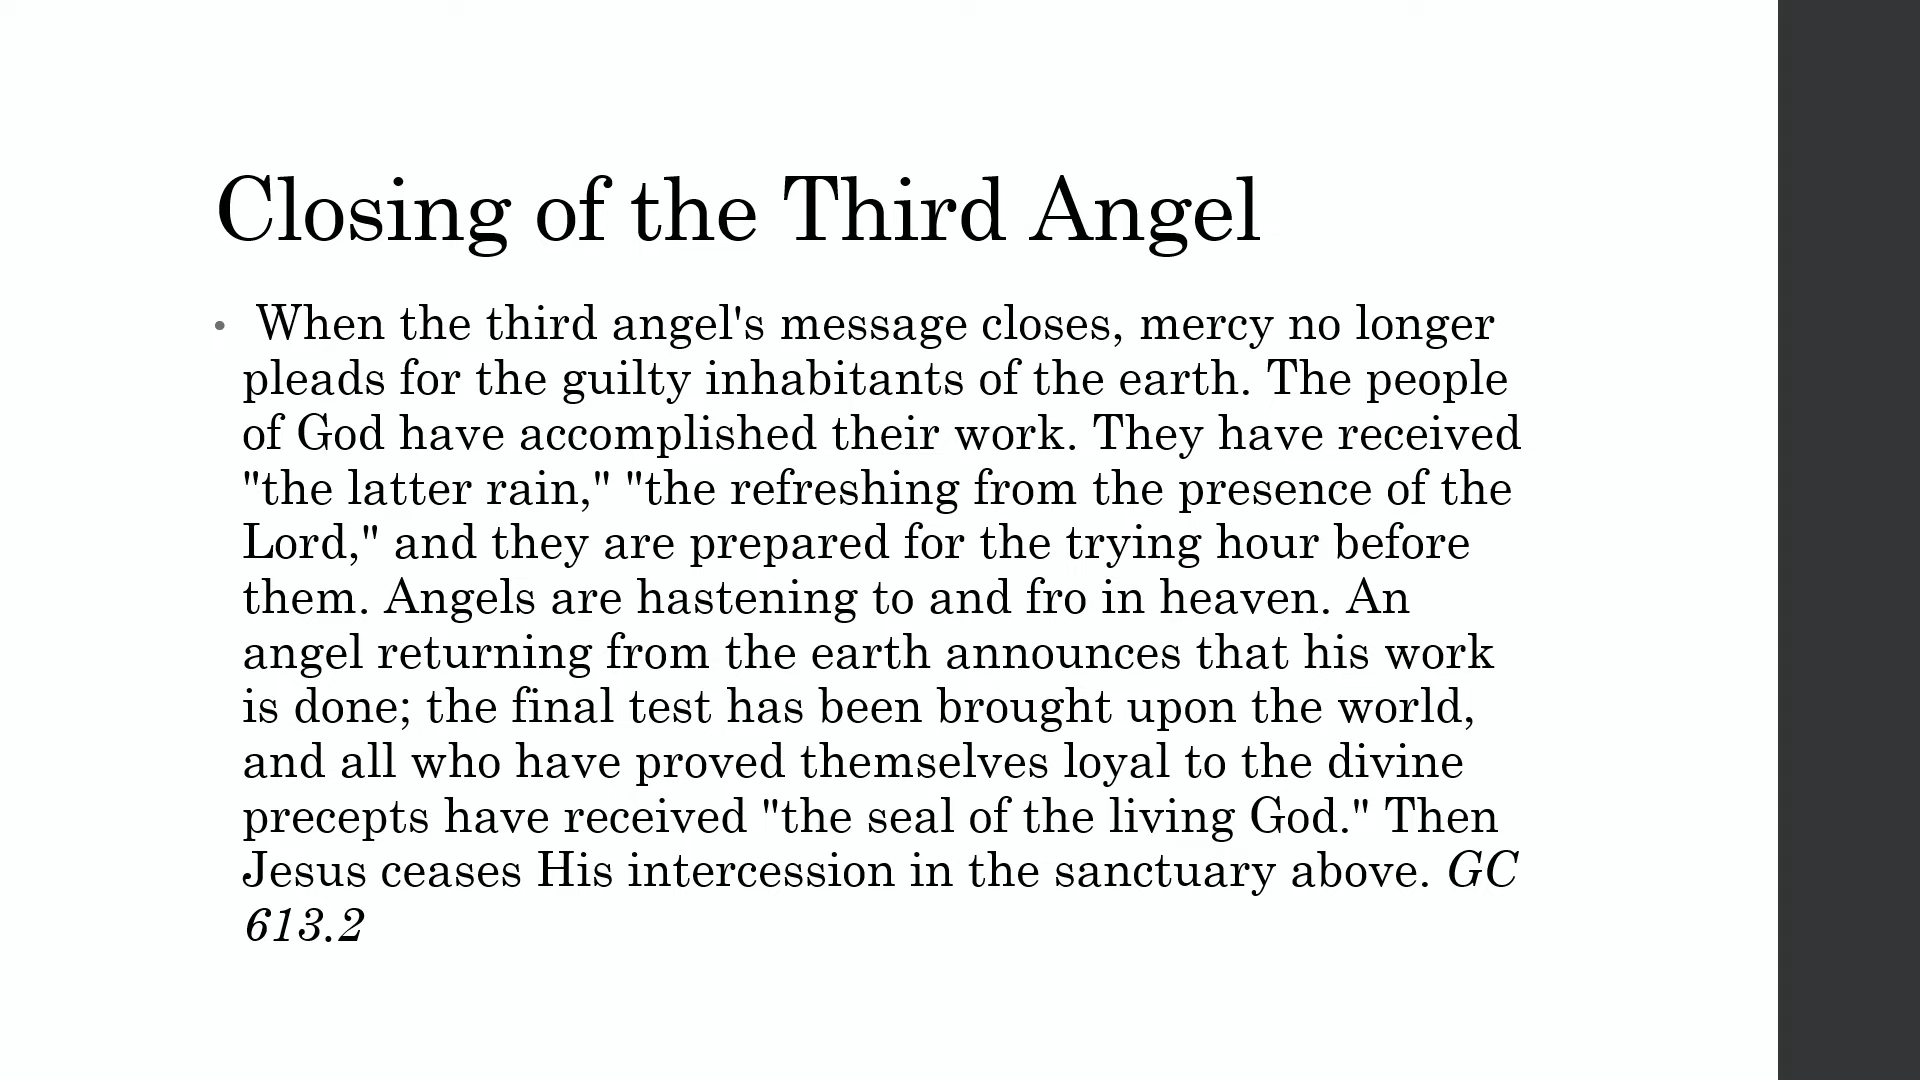 Closing of the Third Angel
• When the third angel's message closes, mercy no longer
pleads for the guilty inhabitants of the earth. The people
of God have accomplished their work. They have received
"the latter rain," "the refreshing from the presence of the
Lord," and they are prepared for the trying hour before
them. Angels are hastening to and fro in heaven. An
angel returning from the earth announces that his work
is done; the final test has been brought upon the world,
and all who have proved themselves loyal to the divine
precepts have received "the seal of the living God." Then
Jesus ceases His intercession in the sanctuary above. GC
613.2